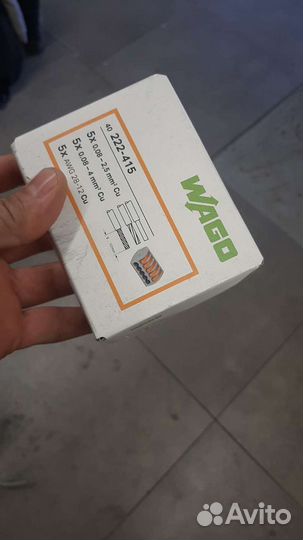 40 222-415
5x 0,08-2,5 mm² Cu
5x 0,08-4 mm² Cu
5x AWG 28-12 Cu
WAGO
Avito